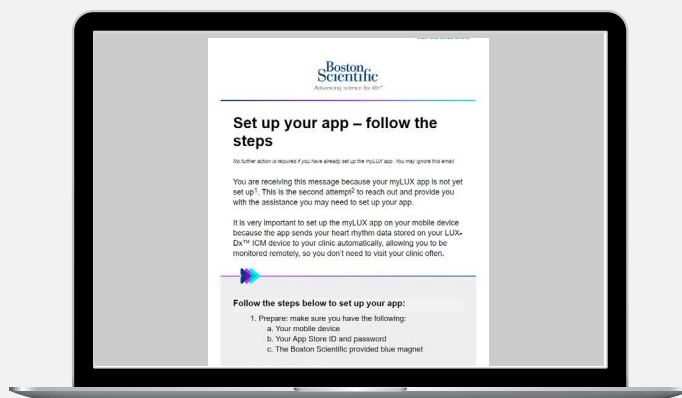 Boston
Scientific
Advancing science for life™
Set up your app – follow the
steps
No further action is required if you have already set up the myLUX app. You may ignore this email.
You are receiving this message because your myLUX app is not yet
set up¹. This is the second attempt² to reach out and provide you
with the assistance you may need to set up your app.
It is very important to set up the myLUX app on your mobile device
because the app sends your heart rhythm data stored on your LUX-
Dx™ ICM device to your clinic automatically, allowing you to be
monitored remotely, so you don't need to visit your clinic often.
Follow the steps below to set up your app:
1. Prepare: make sure you have the following:
a. Your mobile device
b. Your App Store ID and password
c. The Boston Scientific provided blue magnet